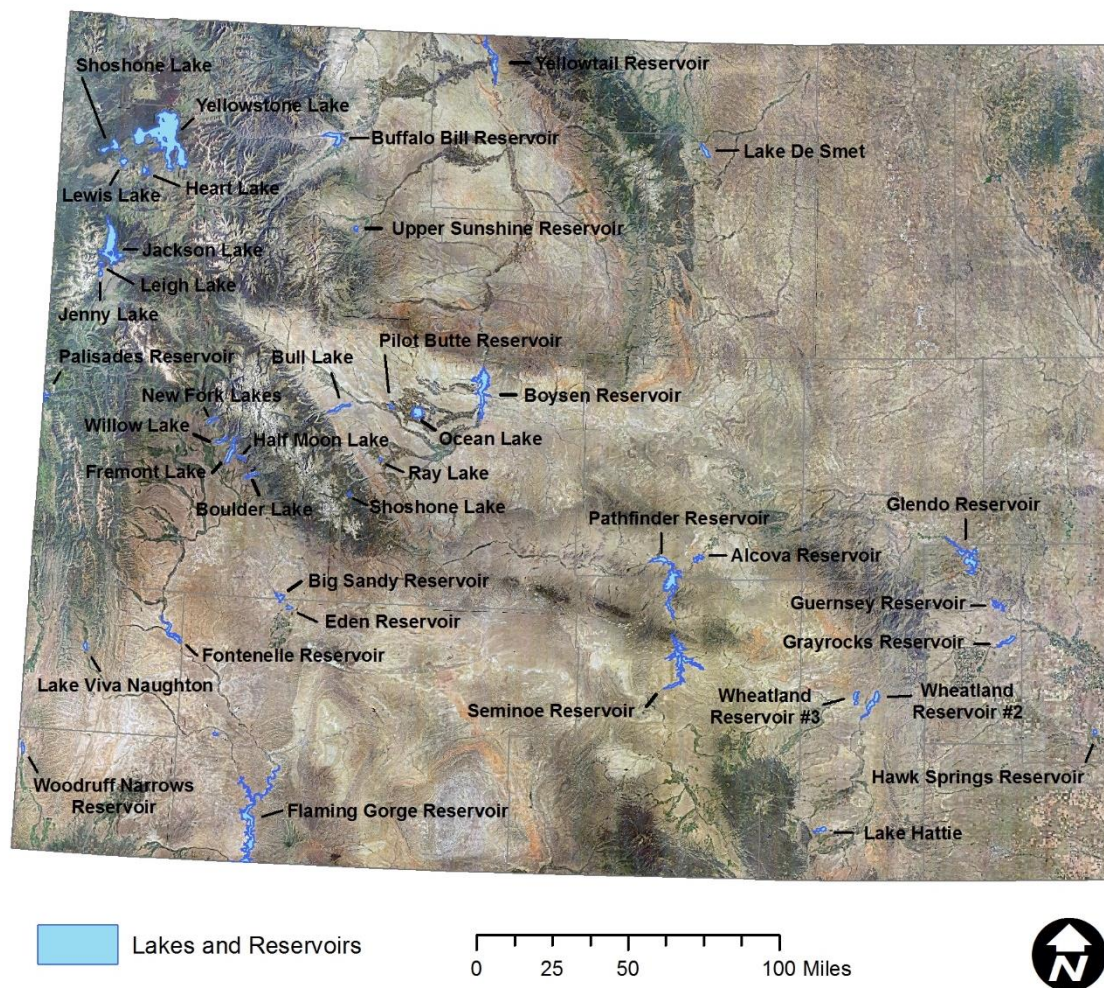 Shoshone Lake
Yellowtail Reservoir
Yellowstone Lake
Buffalo Bill Reservoir
Lake De Smet
Lewis Lake
Heart Lake
Upper Sunshine Reservoir
Jackson Lake
Leigh Lake
Jenny Lake
Palisades Reservoir
Bull Lake
Pilot Butte Reservoir
New Fork Lakes
Boysen Reservoir
Willow Lake
Half Moon Lake
Ocean Lake
Fremont Lake
Ray Lake
Boulder Lake
Shoshone Lake
Pathfinder Reservoir
Glendo Reservoir
Alcova Reservoir
Big Sandy Reservoir
Eden Reservoir
Guernsey Reservoir
Grayrocks Reservoir
Fontenelle Reservoir
Lake Viva Naughton
Seminoe Reservoir
Wheatland
Reservoir #3
Wheatland
Reservoir #2
Woodruff Narrows
Reservoir
Hawk Springs Reservoir
Flaming Gorge Reservoir
Lake Hattie
Lakes and Reservoirs
0 25 50 100 Miles
N